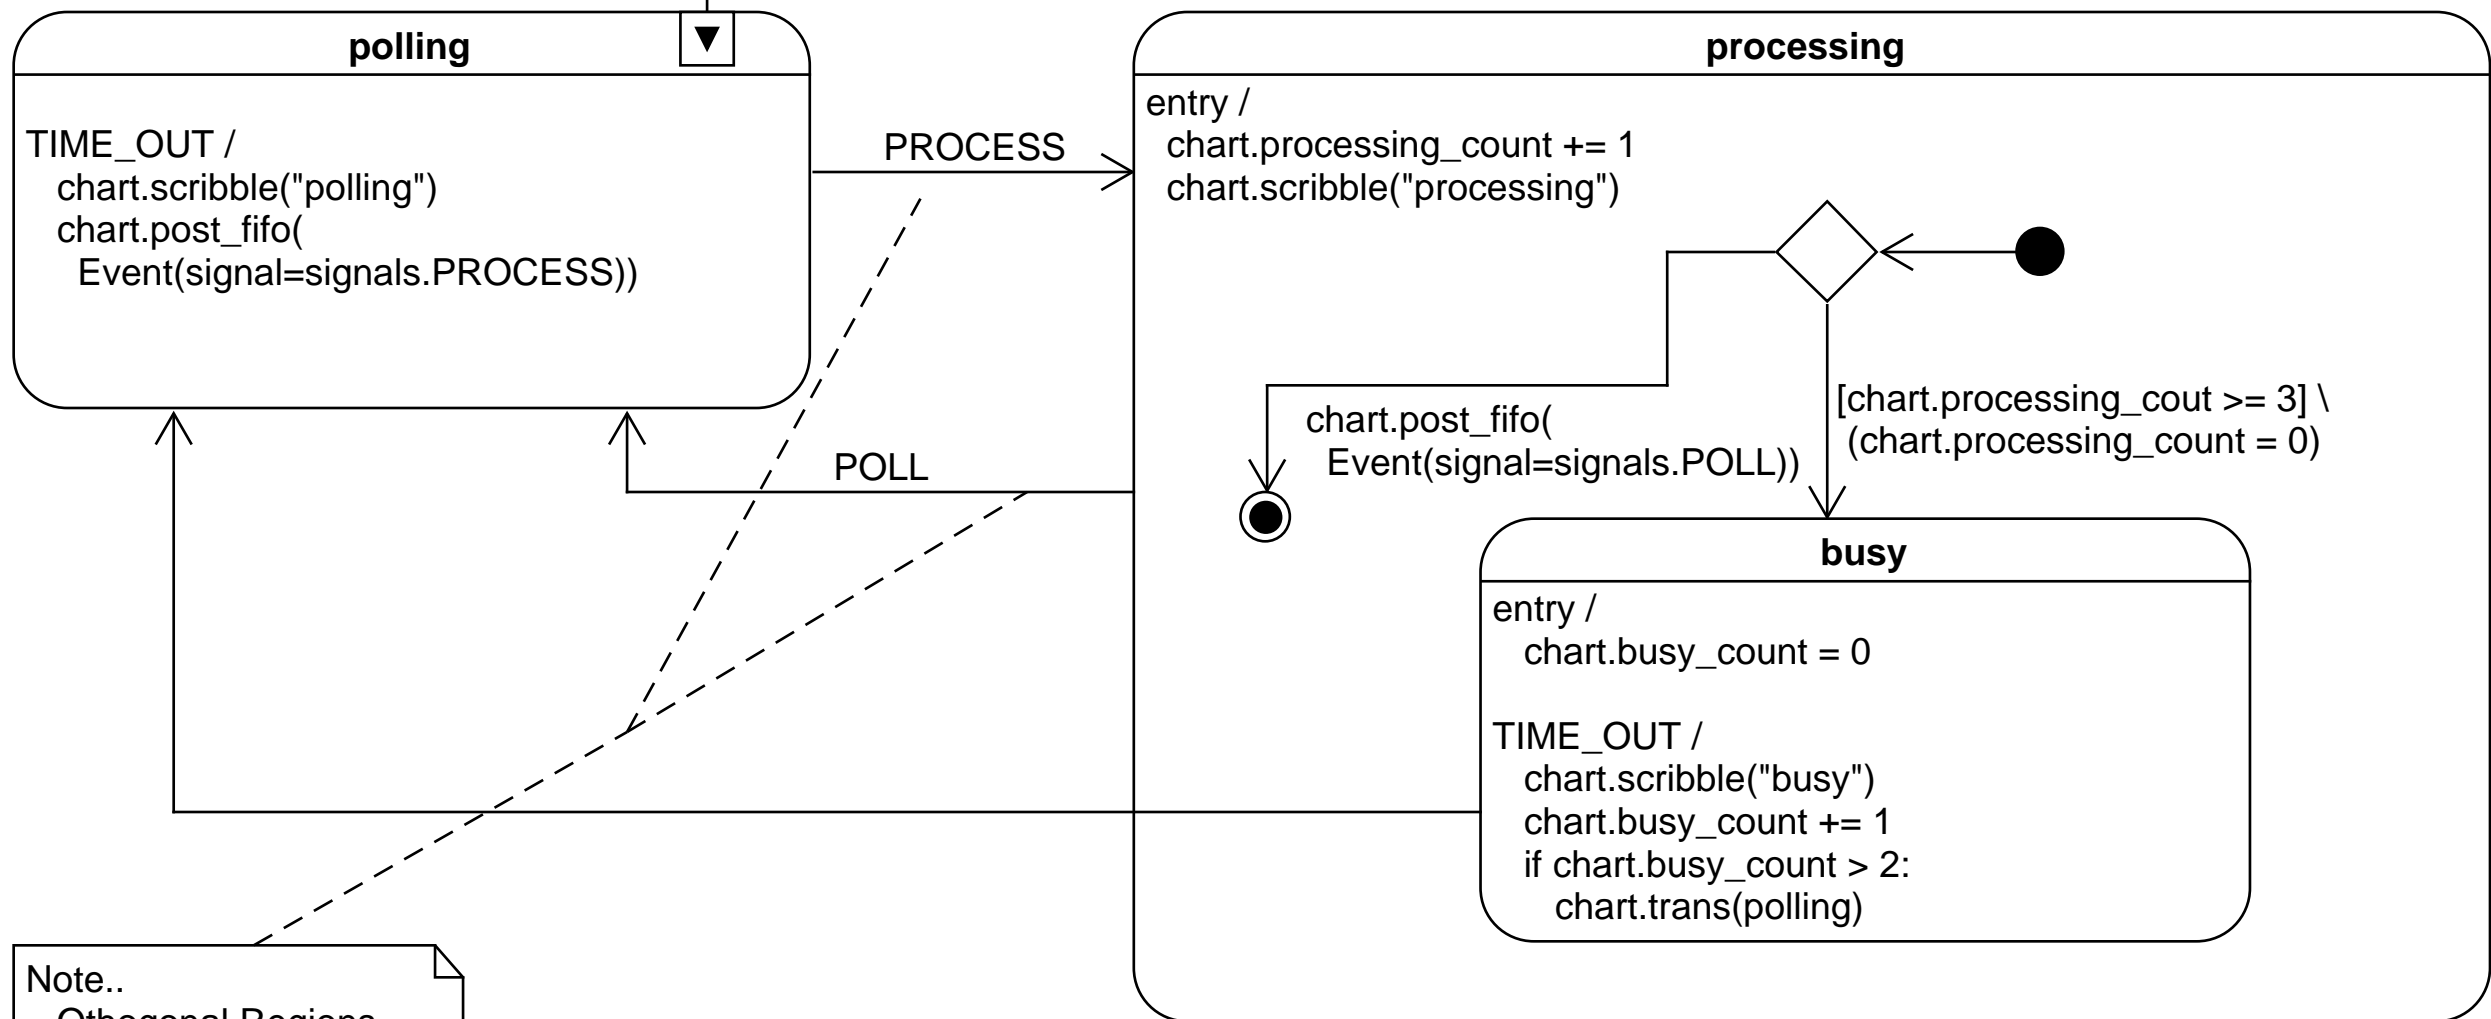 polling
TIME_OUT /
chart.scribble("polling")
chart.post_fifo(
Event(signal=signals.PROCESS))
PROCESS
POLL
processing
entry /
chart.processing_count += 1
chart.scribble("processing")
chart.post_fifo(
Event(signal=signals.POLL))
[chart.processing_cout >= 3] \
(chart.processing_count = 0)
busy
entry /
chart.busy_count = 0
TIME_OUT /
chart.scribble("busy")
chart.busy_count += 1
if chart.busy_count > 2:
chart.trans(polling)
Note..
Othogonal Regions